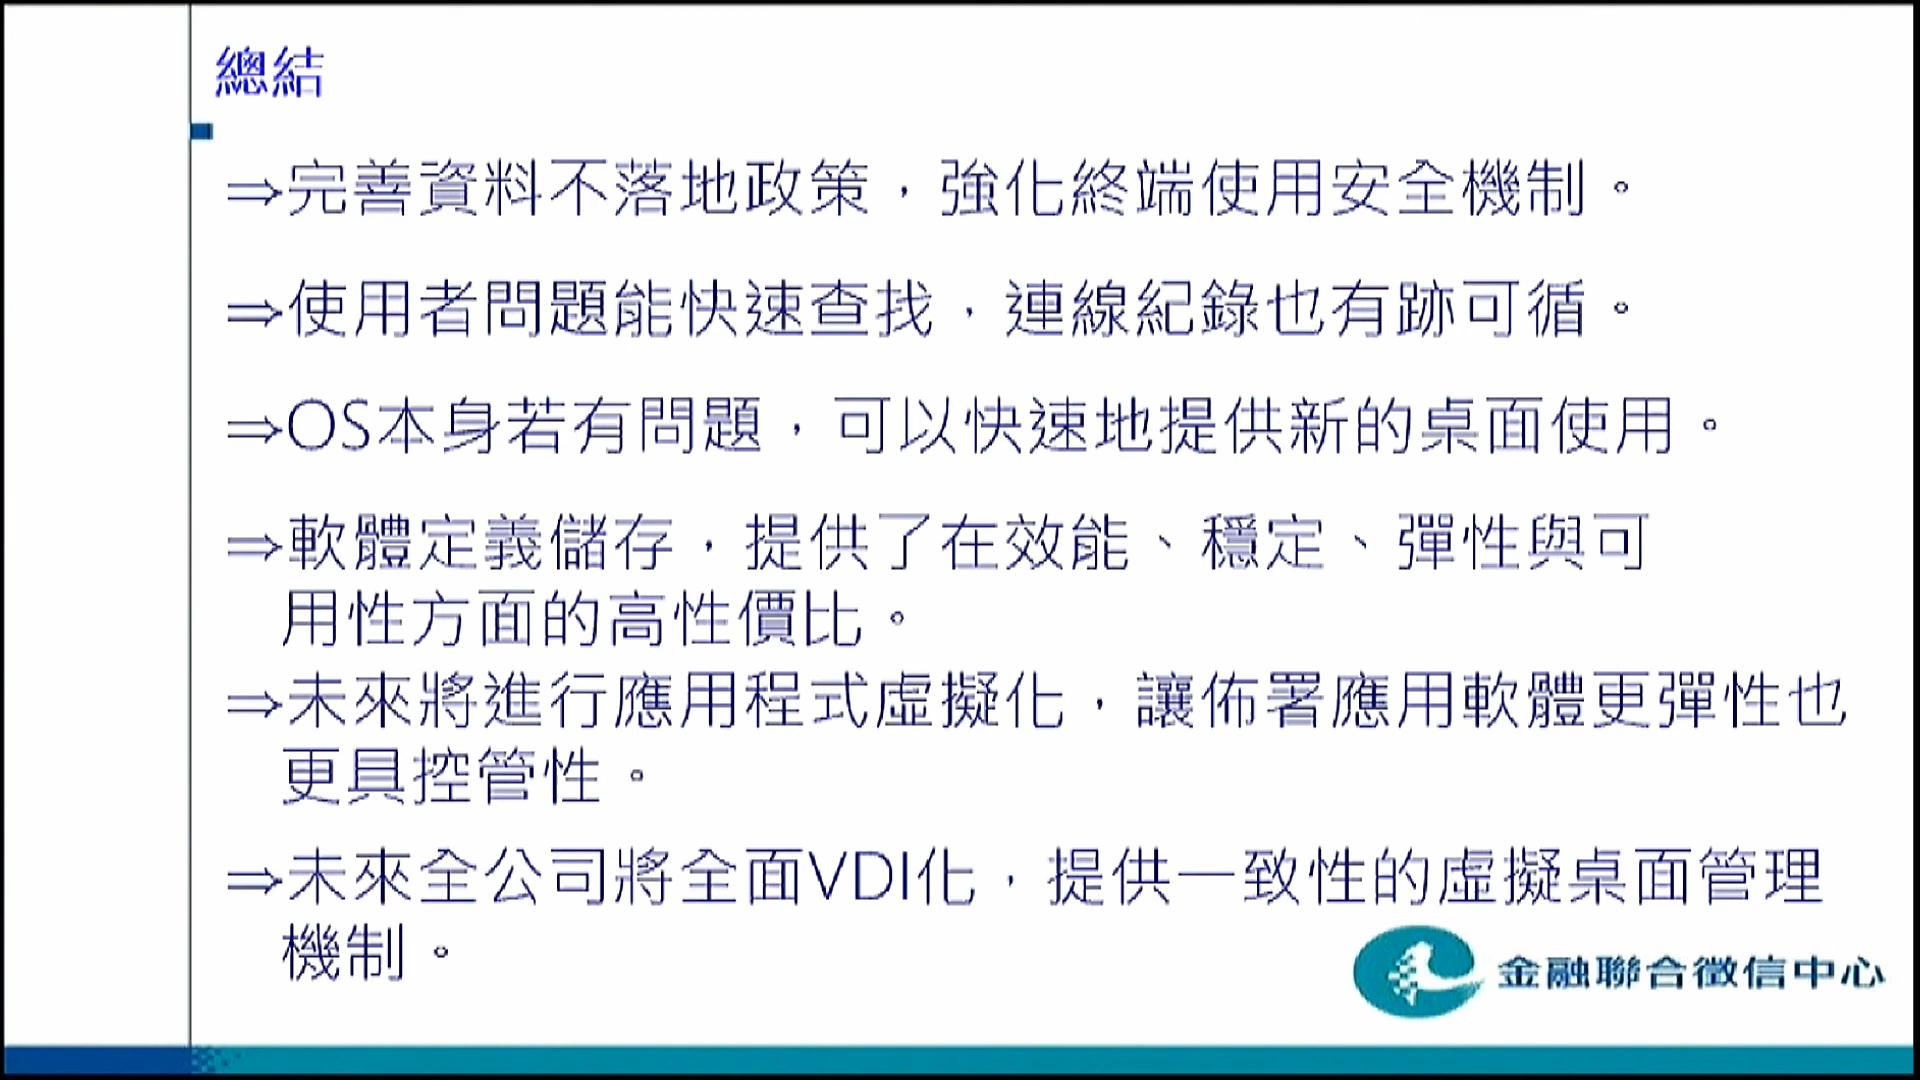 總結
⇒完善資料不落地政策，強化終端使用安全機制。
⇒使用者問題能快速查找，連線紀錄也有跡可循。
⇒OS本身若有問題，可以快速地提供新的桌面使用。
⇒軟體定義儲存，提供了在效能、穩定、彈性與可
用性方面的高性價比。
⇒未來將進行應用程式虛擬化，讓佈署應用軟體更彈性也
更具控管性。
⇒未來全公司將全面VDI化，提供一致性的虛擬桌面管理
機制。
金融聯合徵信中心